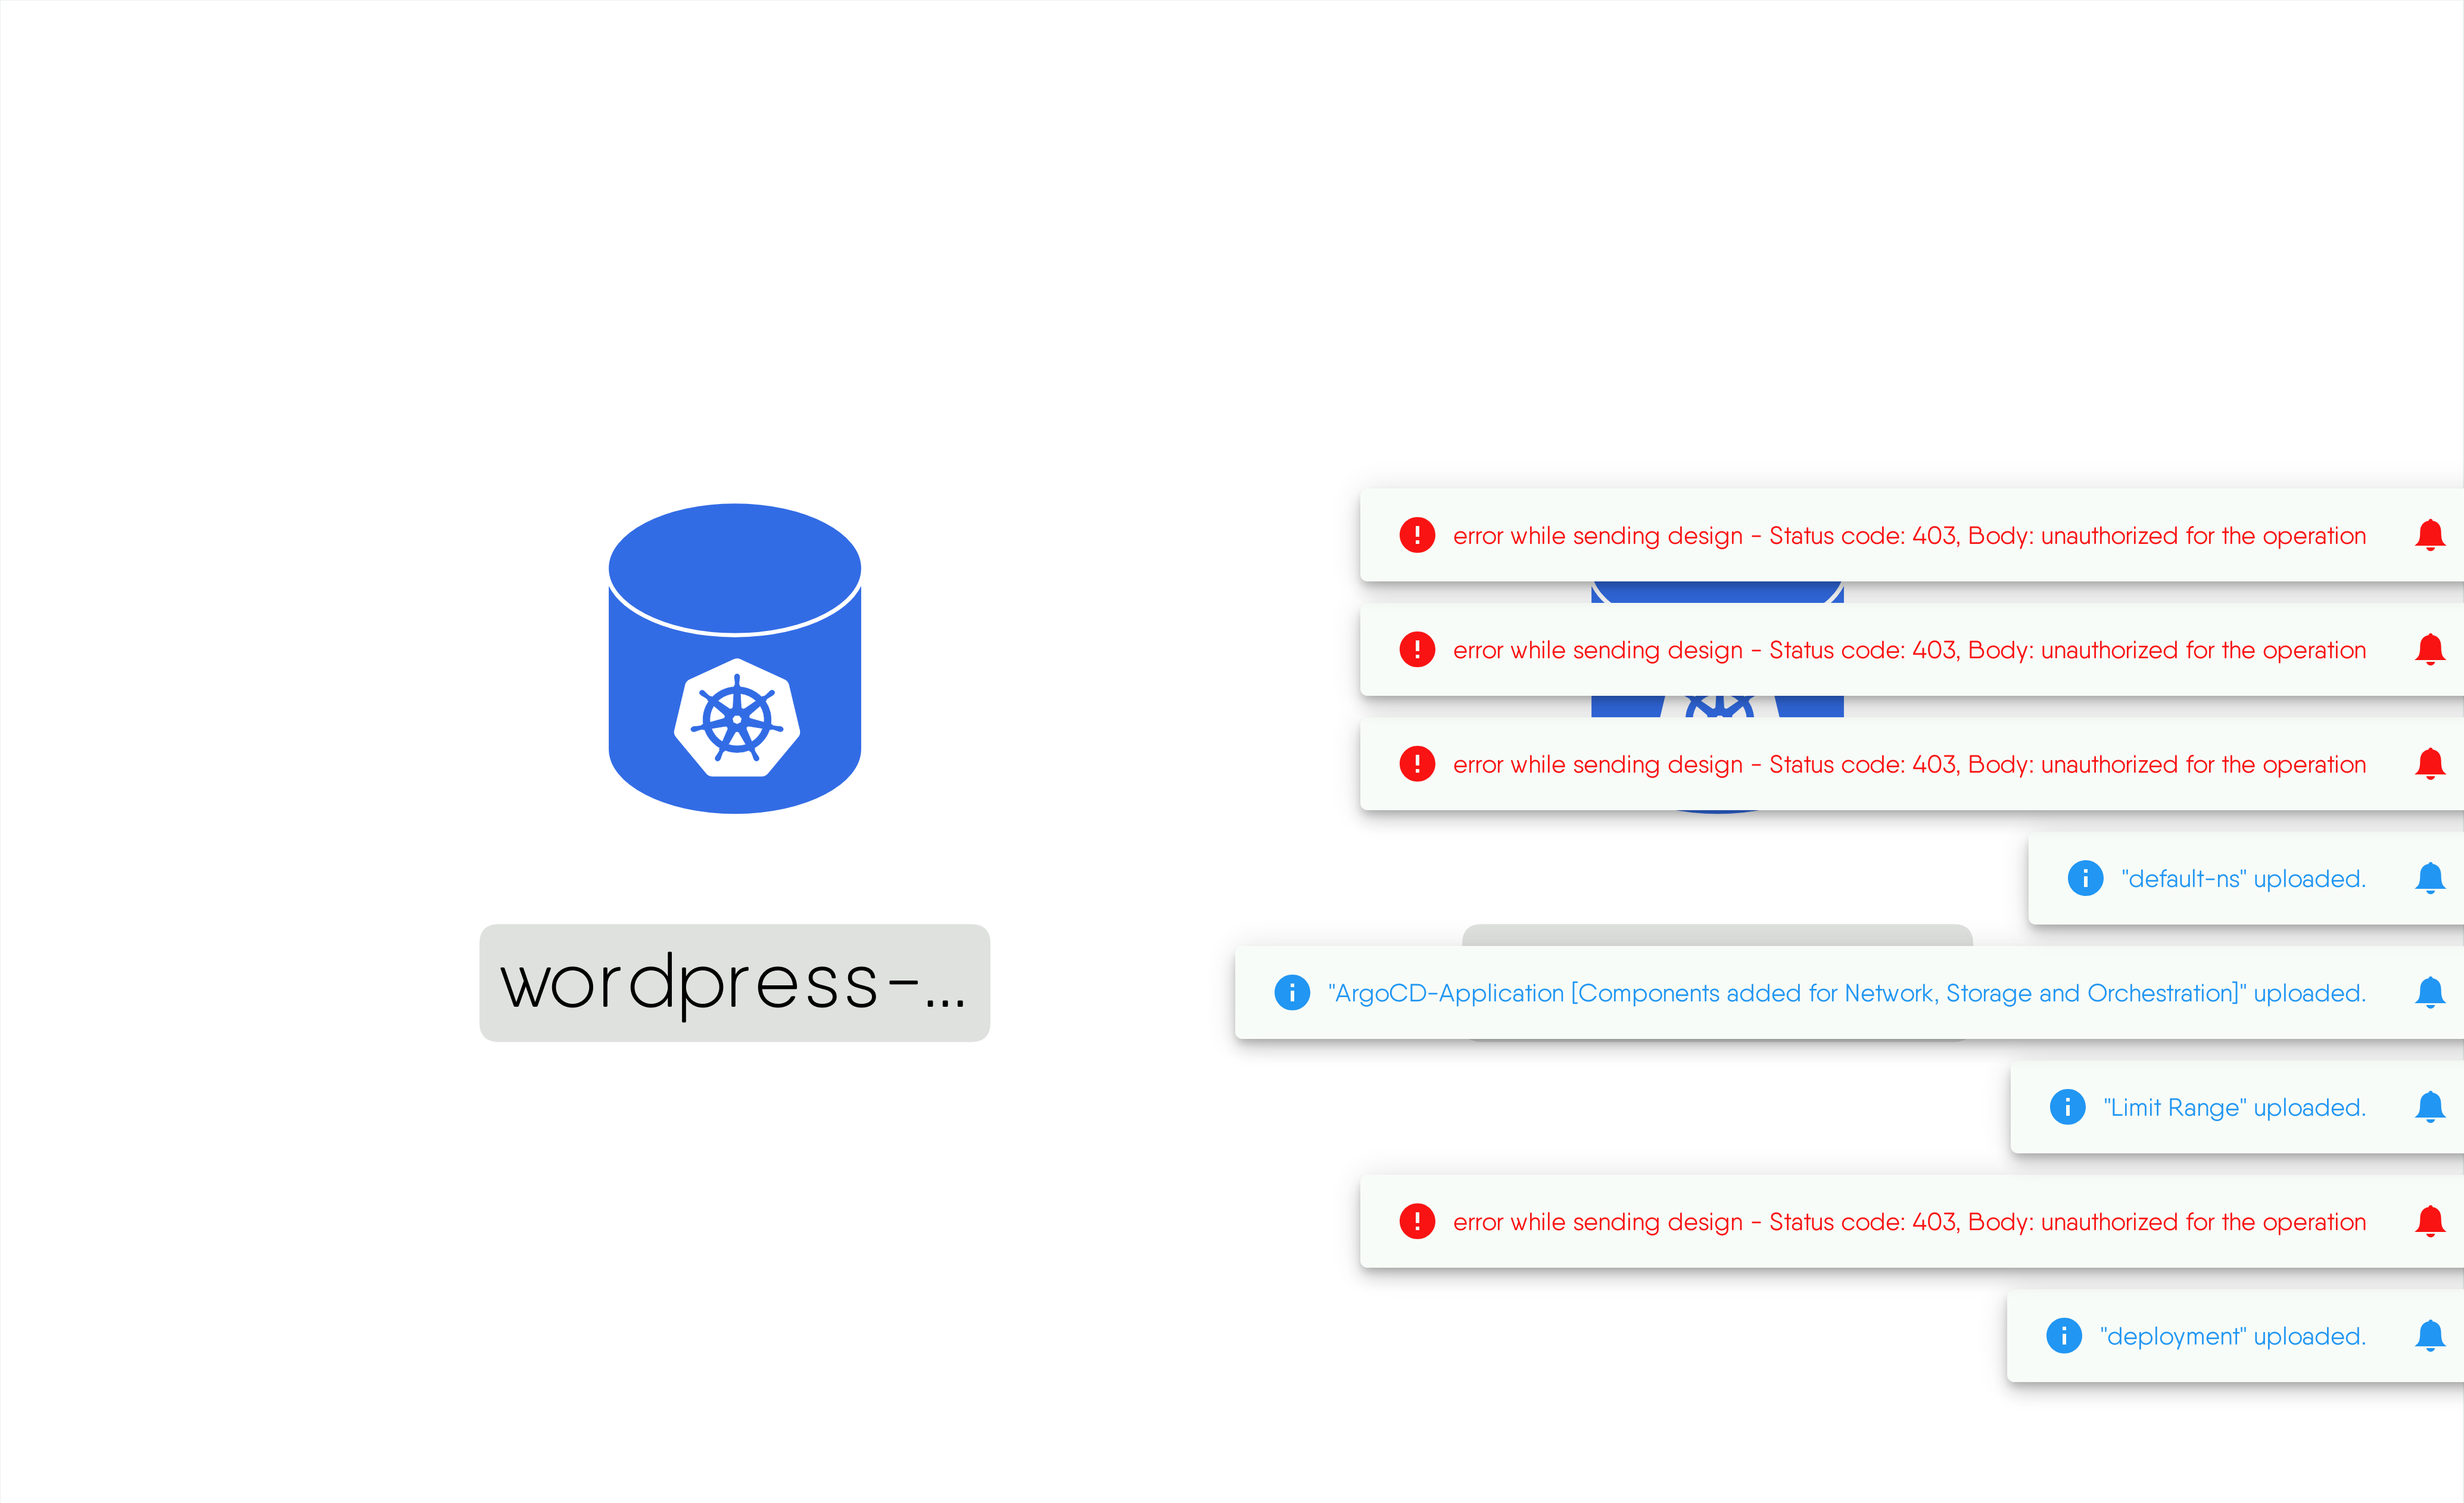 error while sending design - Status code: 403, Body: unauthorized for the operation
error while sending design - Status code: 403, Body: unauthorized for the operation
error while sending design - Status code: 403, Body: unauthorized for the operation
"default-ns" uploaded.
wordpress-...
"ArgoCD-Application [Components added for Network, Storage and Orchestration]" uploaded.
"Limit Range" uploaded.
error while sending design - Status code: 403, Body: unauthorized for the operation
"deployment" uploaded.